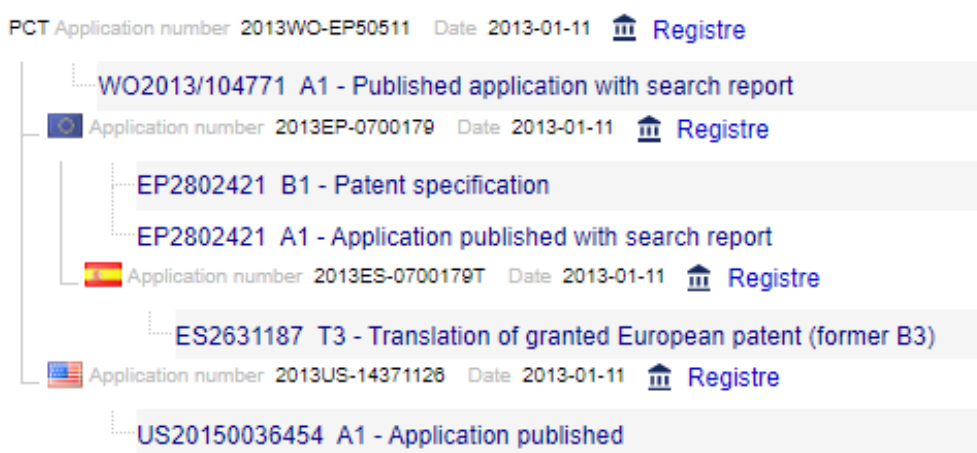 PCT Application number 2013WO-EP50511 Date 2013-01-11 Registre
WO2013/104771 A1 - Published application with search report
Application number 2013EP-0700179 Date 2013-01-11 Registre
EP2802421 B1 - Patent specification
EP2802421 A1 - Application published with search report
Application number 2013ES-0700179T Date 2013-01-11 Registre
ES2631187 T3 - Translation of granted European patent (former B3)
Application number 2013US-14371126 Date 2013-01-11 Registre
US20150036454 A1 - Application published